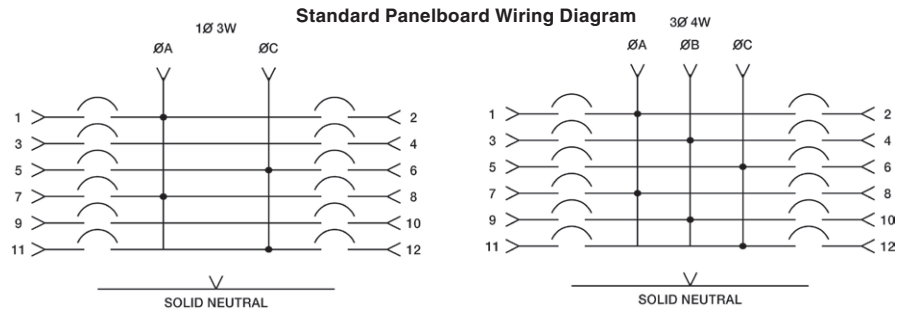 Standard Panelboard Wiring Diagram
1Ø 3W
ØA ØC
1 2
3 4
5 6
7 8
9 10
11 12
SOLID NEUTRAL
3Ø 4W
ØA ØB ØC
1 2
3 4
5 6
7 8
9 10
11 12
SOLID NEUTRAL